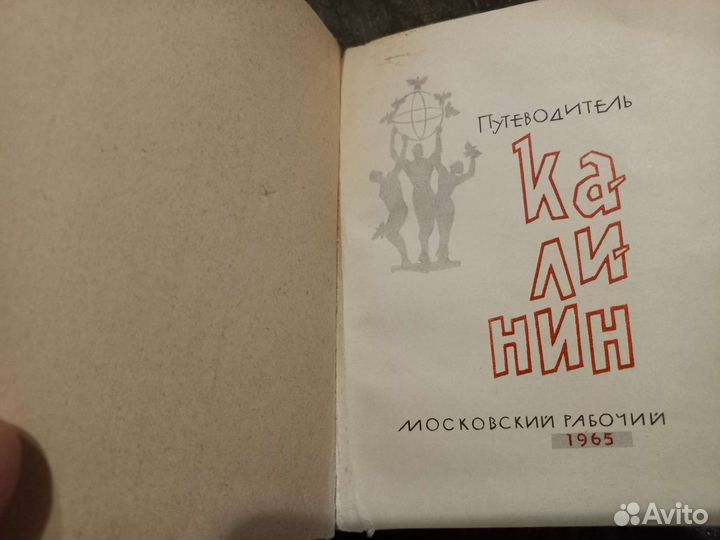 Путеводитель
Ка
ли
нин
Московский рабочий
1965
Avito